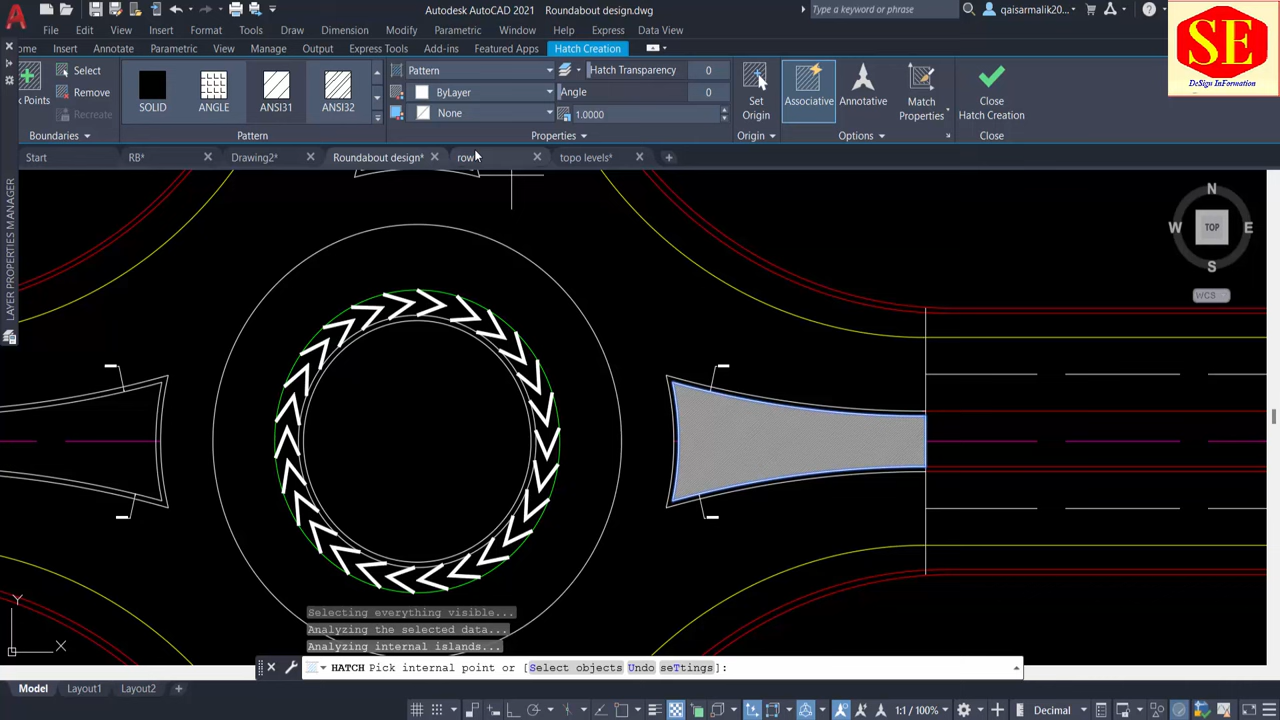 Autodesk AutoCAD 2021 Roundabout design.dwg
Type a keyword or phrase
qaisarmalik20...
Insert Format Tools Draw Dimension Modify Parametric Window Help Express Data View
File Edit View
ome Insert Annotate Parametric View Manage Output Express Tools Add-ins Featured Apps Hatch Creation
SE
DeSign InFormation
k Points
Select
Remove
Recreate
Boundaries
SOLID
ANGLE
ANSI31
ANSI32
Pattern
Pattern
ByLayer
None
Hatch Transparency 0
Angle 0
1.0000
Properties
Set
Origin
Origin
Associative
Annotative
Match
Properties
Options
Close
Hatch Creation
Close
Start RB* Drawing2* Roundabout design* row topo levels*
LAYER PROPERTIES MANAGER
N
W TOP E
S
WCS
Selecting everything visible...
Analyzing the selected data...
Analyzing internal islands...
Y
X
HATCH Pick internal point or [Select objects Undo seTtings]:
Model Layout1 Layout2
1:1 / 100% Decimal